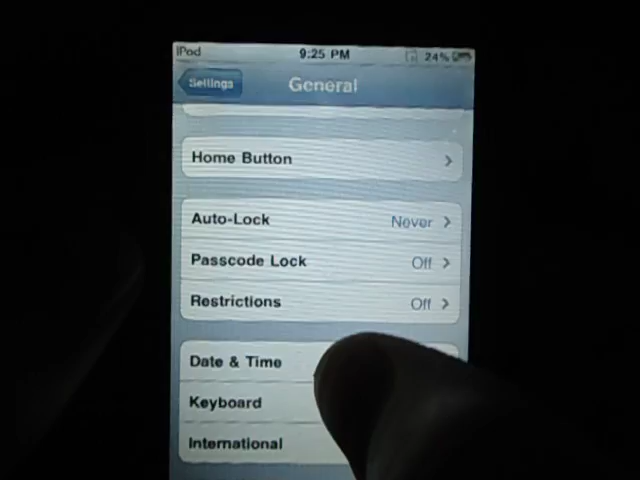 iPod 9:25 PM 24%
Settings General
Home Button
Auto-Lock Never
Passcode Lock Off
Restrictions Off
Date & Time
Keyboard
International